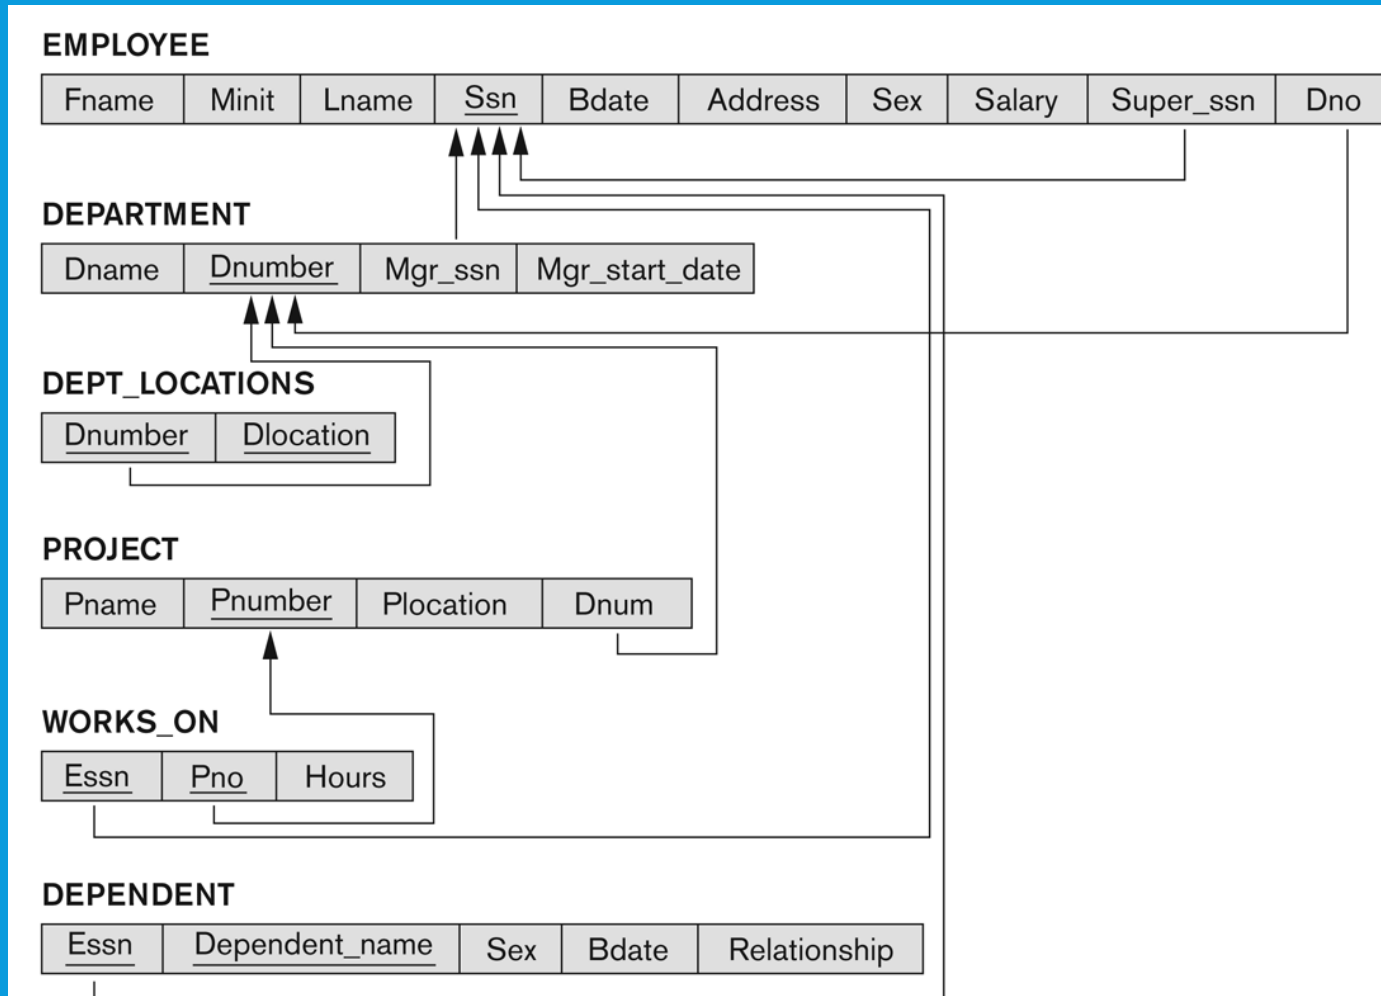 EMPLOYEE
Fname Minit Lname Ssn Bdate Address Sex Salary Super_ssn Dno
DEPARTMENT
Dname Dnumber Mgr_ssn Mgr_start_date
DEPT_LOCATIONS
Dnumber Dlocation
PROJECT
Pname Pnumber Plocation Dnum
WORKS_ON
Essn Pno Hours
DEPENDENT
Essn Dependent_name Sex Bdate Relationship